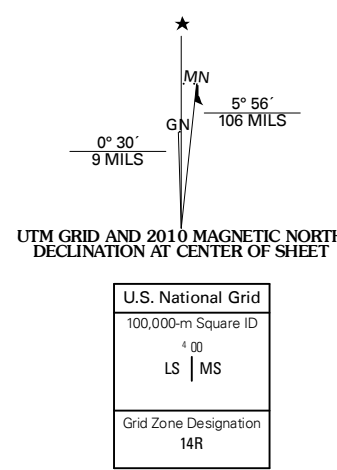 ★
MN
GN
5° 56´
106 MILS
0° 30´
9 MILS
UTM GRID AND 2010 MAGNETIC NORTH
DECLINATION AT CENTER OF SHEET
U.S. National Grid
100,000-m Square ID
4 00
LS MS
Grid Zone Designation
14R